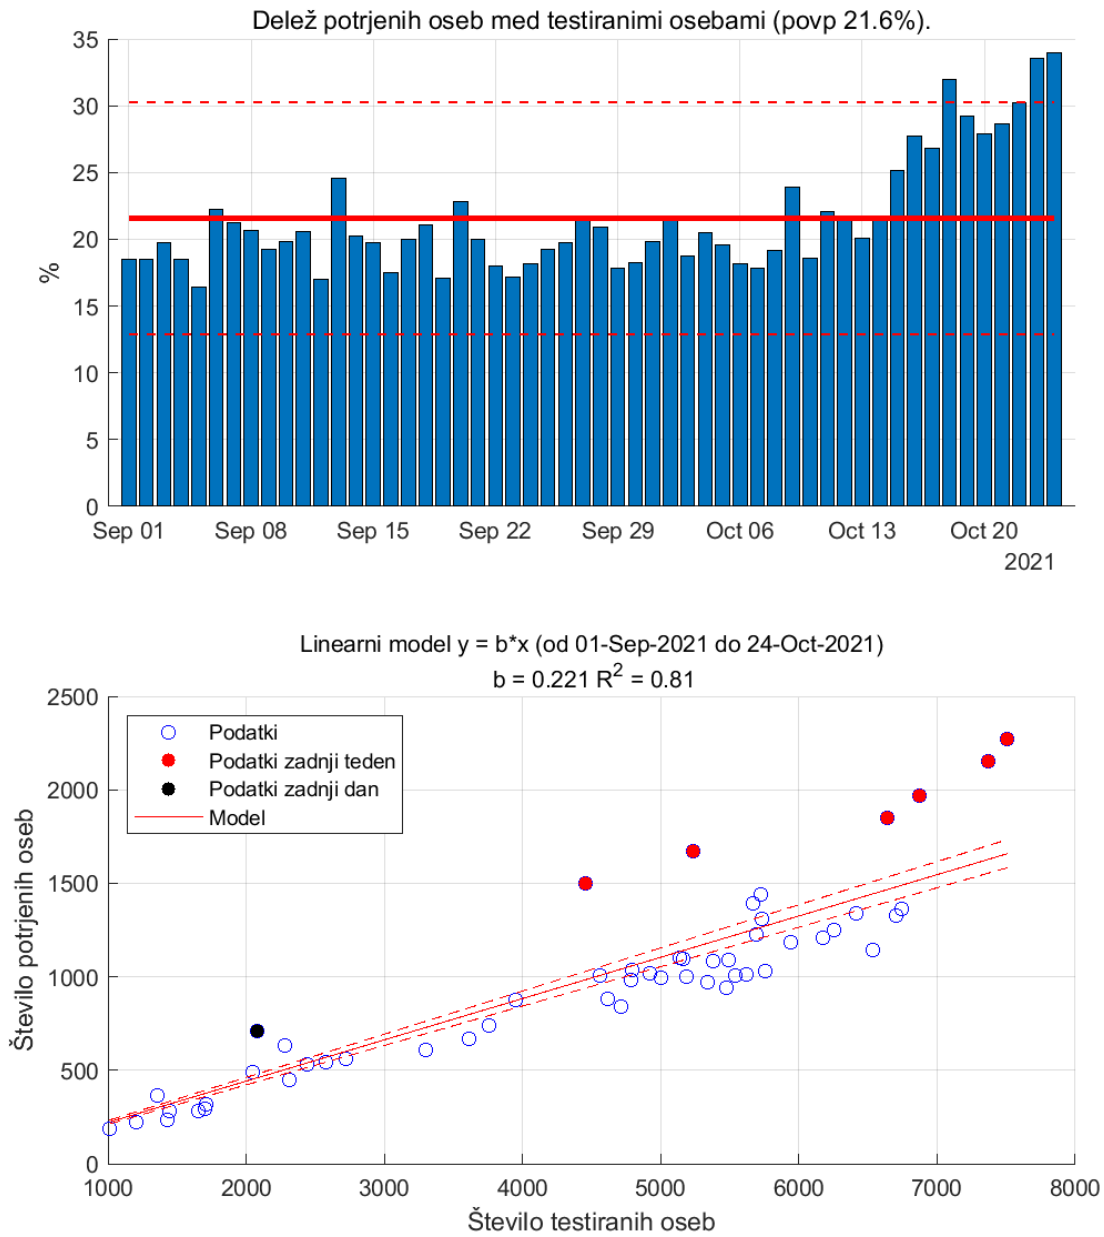 Delež potrjenih oseb med testiranimi osebami (povp 21.6%).
35
30
25
20
15
10
5
0
%
Sep 01 Sep 08 Sep 15 Sep 22 Sep 29 Oct 06 Oct 13 Oct 20
2021
Linearni model y = b*x (od 01-Sep-2021 do 24-Oct-2021)
b = 0.221 R² = 0.81
2500
2000
1500
1000
500
0
Število potrjenih oseb
Podatki
Podatki zadnji teden
Podatki zadnji dan
Model
1000 2000 3000 4000 5000 6000 7000 8000
Število testiranih oseb